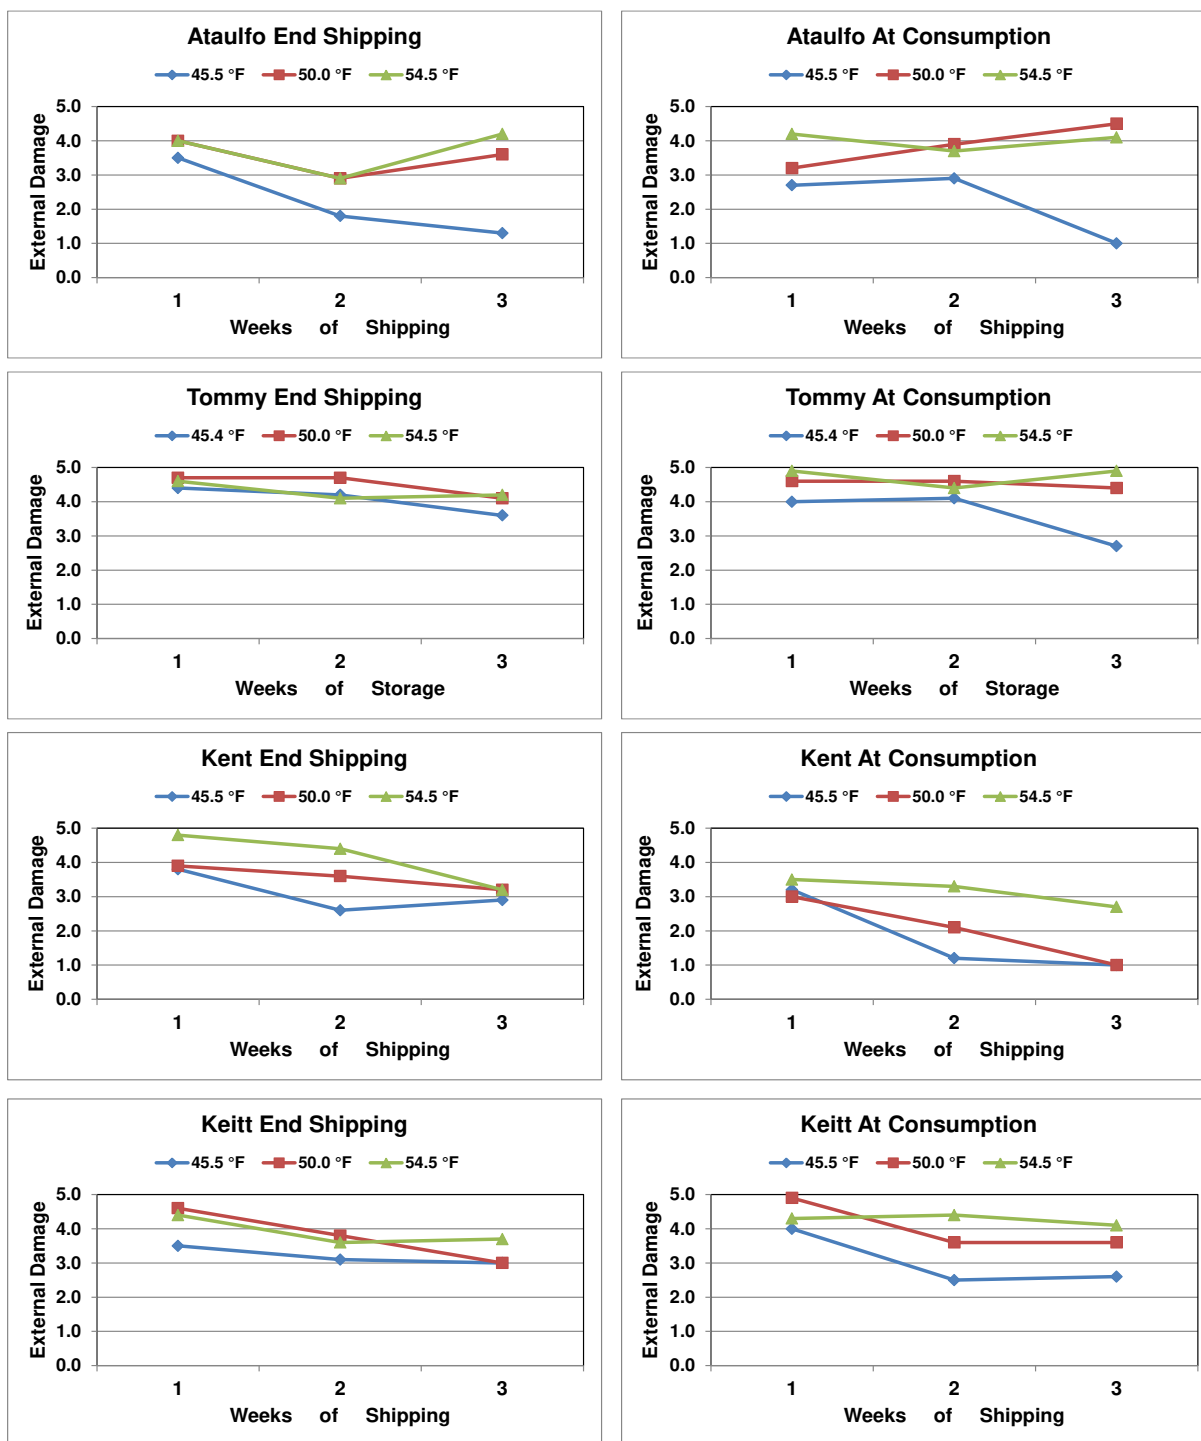 Ataulfo End Shipping
45.5 °F 50.0 °F 54.5 °F
External Damage
5.0
4.0
3.0
2.0
1.0
0.0
1 2 3
Weeks of Shipping
Ataulfo At Consumption
45.5 °F 50.0 °F 54.5 °F
External Damage
5.0
4.0
3.0
2.0
1.0
0.0
1 2 3
Weeks of Shipping
Tommy End Shipping
45.4 °F 50.0 °F 54.5 °F
External Damage
5.0
4.0
3.0
2.0
1.0
0.0
1 2 3
Weeks of Storage
Tommy At Consumption
45.4 °F 50.0 °F 54.5 °F
External Damage
5.0
4.0
3.0
2.0
1.0
0.0
1 2 3
Weeks of Storage
Kent End Shipping
45.5 °F 50.0 °F 54.5 °F
External Damage
5.0
4.0
3.0
2.0
1.0
0.0
1 2 3
Weeks of Shipping
Kent At Consumption
45.5 °F 50.0 °F 54.5 °F
External Damage
5.0
4.0
3.0
2.0
1.0
0.0
1 2 3
Weeks of Shipping
Keitt End Shipping
45.5 °F 50.0 °F 54.5 °F
External Damage
5.0
4.0
3.0
2.0
1.0
0.0
1 2 3
Weeks of Shipping
Keitt At Consumption
45.5 °F 50.0 °F 54.5 °F
External Damage
5.0
4.0
3.0
2.0
1.0
0.0
1 2 3
Weeks of Shipping